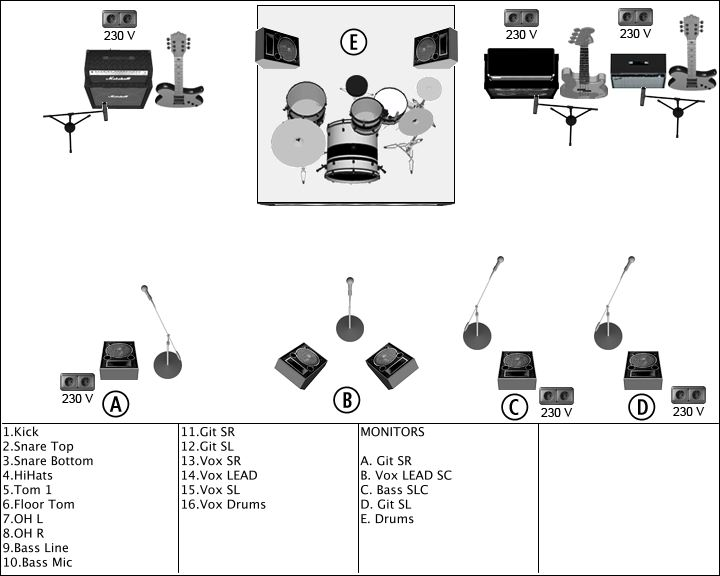 230 V
230 V
230 V
E
Marshall
Marshall
230 V
A
B
C
230 V
D
230 V
1.Kick
2.Snare Top
3.Snare Bottom
4.HiHats
5.Tom 1
6.Floor Tom
7.OH L
8.OH R
9.Bass Line
10.Bass Mic
11.Git SR
12.Git SL
13.Vox SR
14.Vox LEAD
15.Vox SL
16.Vox Drums
MONITORS
A. Git SR
B. Vox LEAD SC
C. Bass SLC
D. Git SL
E. Drums